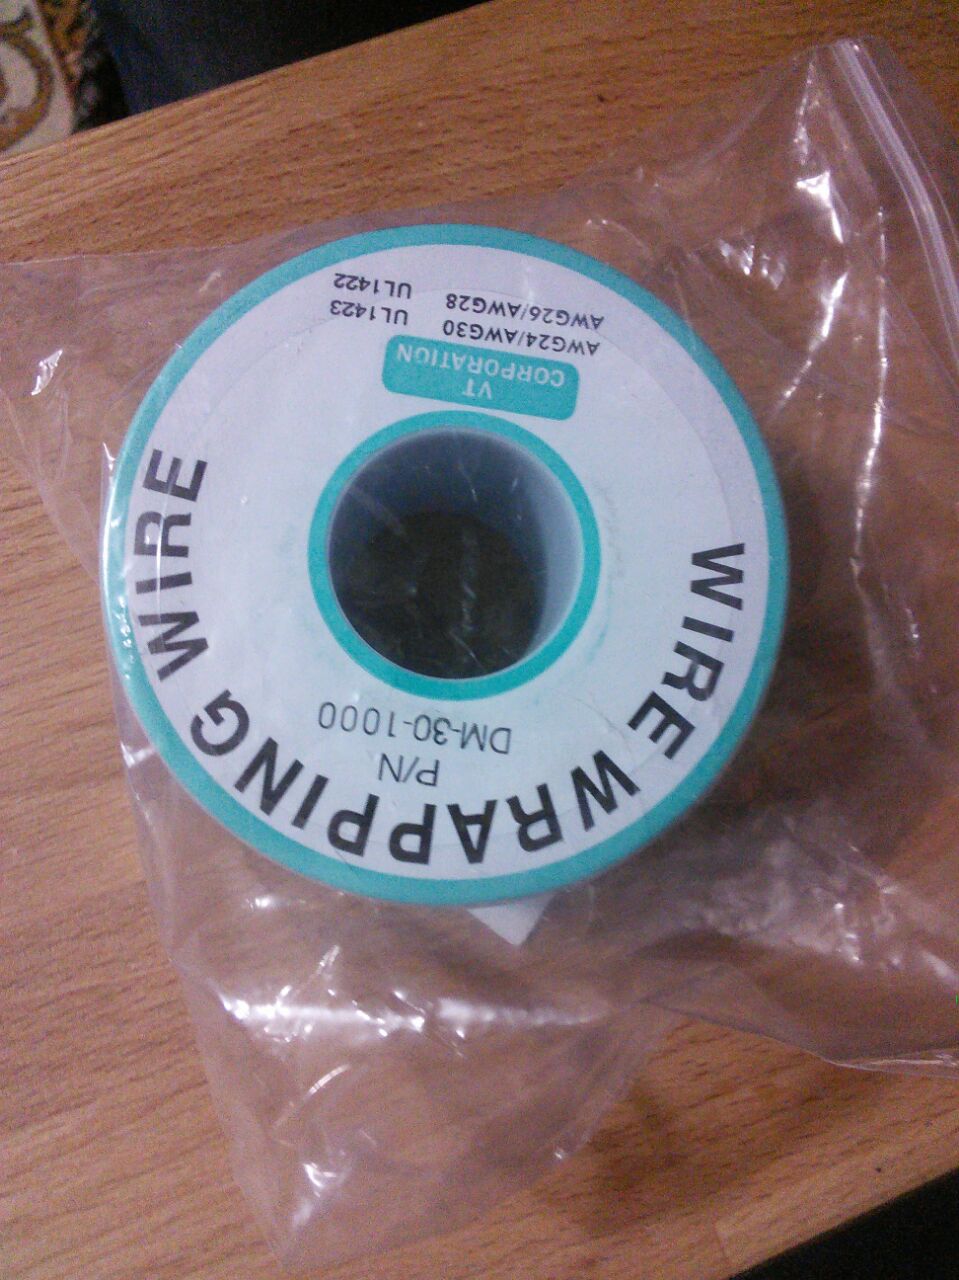 WIRE WRAPPING WIRE
P/N
DM-30-1000
VT
CORPORATION
AWG24/AWG30 UL1423
AWG26/AWG28 UL1422